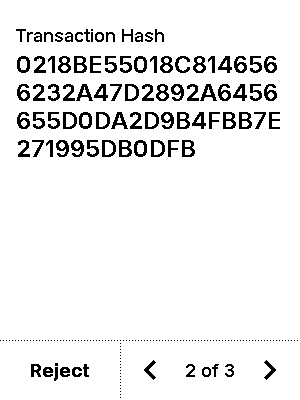 Transaction Hash
0218BE55018C814656
6232A47D2892A6456
655D0DA2D9B4FBB7E
271995DB0DFB
Reject
2 of 3